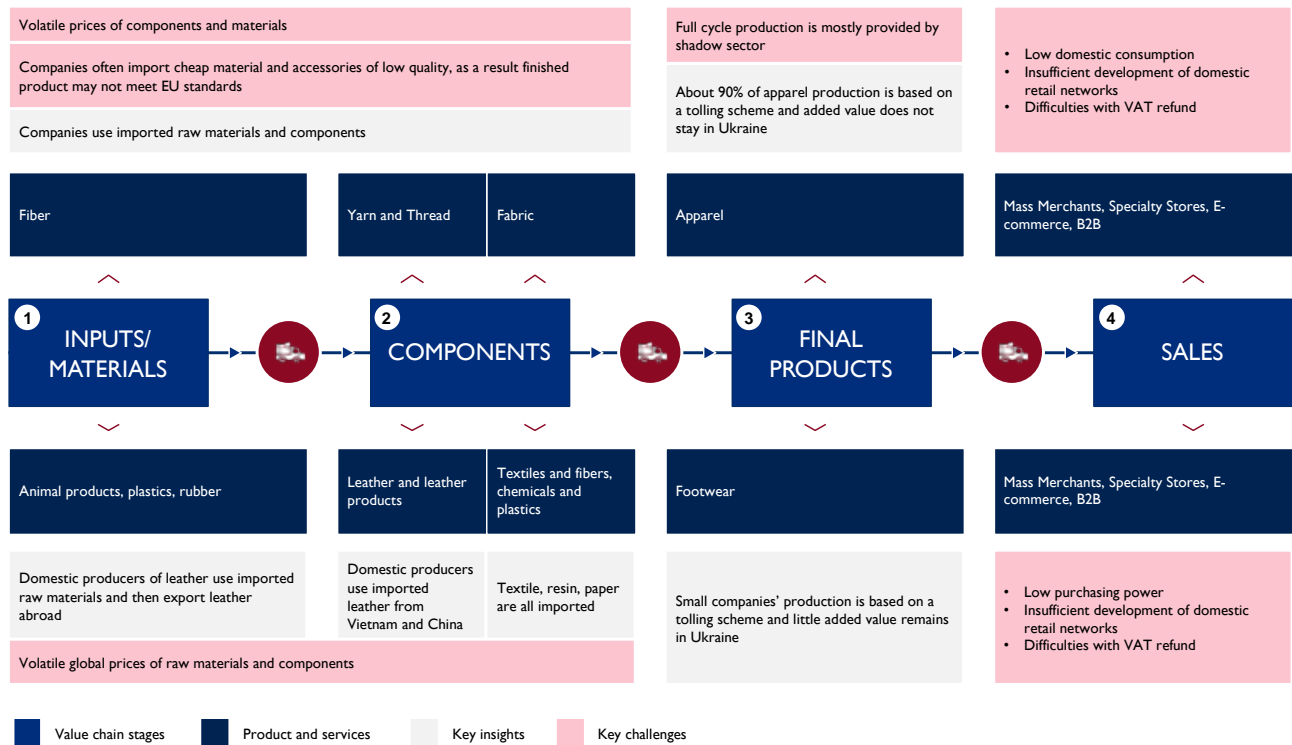 Volatile prices of components and materials
Companies often import cheap material and accessories of low quality, as a result finished
product may not meet EU standards
Companies use imported raw materials and components
Full cycle production is mostly provided by
shadow sector
About 90% of apparel production is based on
a tolling scheme and added value does not
stay in Ukraine
• Low domestic consumption
• Insufficient development of domestic
retail networks
• Difficulties with VAT refund
Fiber
Yarn and Thread
Fabric
Apparel
Mass Merchants, Specialty Stores, E-
commerce, B2B
1
INPUTS/
MATERIALS
2
COMPONENTS
3
FINAL
PRODUCTS
4
SALES
Animal products, plastics, rubber
Leather and leather
products
Textiles and fibers,
chemicals and
plastics
Footwear
Mass Merchants, Specialty Stores, E-
commerce, B2B
Domestic producers of leather use imported
raw materials and then export leather
abroad
Domestic producers
use imported
leather from
Vietnam and China
Textile, resin, paper
are all imported
Volatile global prices of raw materials and components
Small companies’ production is based on a
tolling scheme and little added value remains
in Ukraine
• Low purchasing power
• Insufficient development of domestic
retail networks
• Difficulties with VAT refund
Value chain stages
Product and services
Key insights
Key challenges